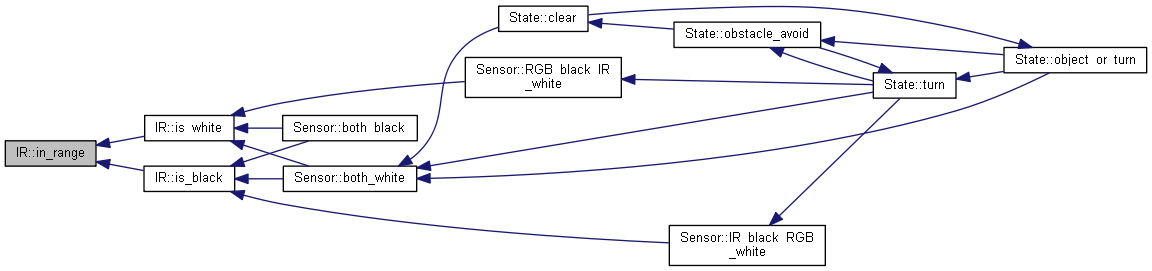 State::clear
State::obstacle_avoid
State::object_or_turn
Sensor::RGB_black_IR
_white
State::turn
IR::is_white
Sensor::both_black
IR::in_range
IR::is_black
Sensor::both_white
Sensor::IR_black_RGB
_white